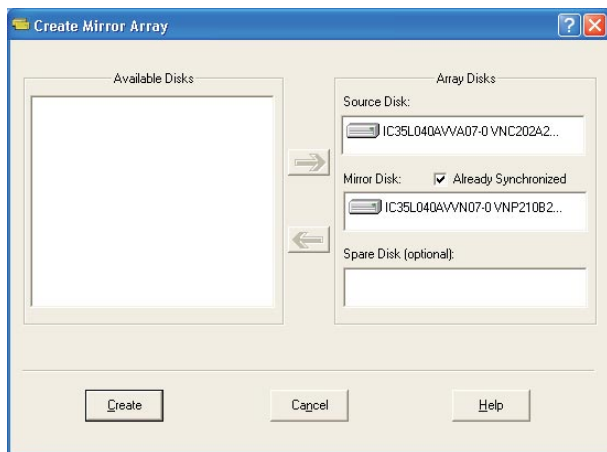 Create Mirror Array
Available Disks
Array Disks
Source Disk:
IC35L040AVVA07-0 VNC202A2...
Mirror Disk:
Already Synchronized
IC35L040AVVN07-0 VNP210B2...
Spare Disk (optional):
Create
Cancel
Help